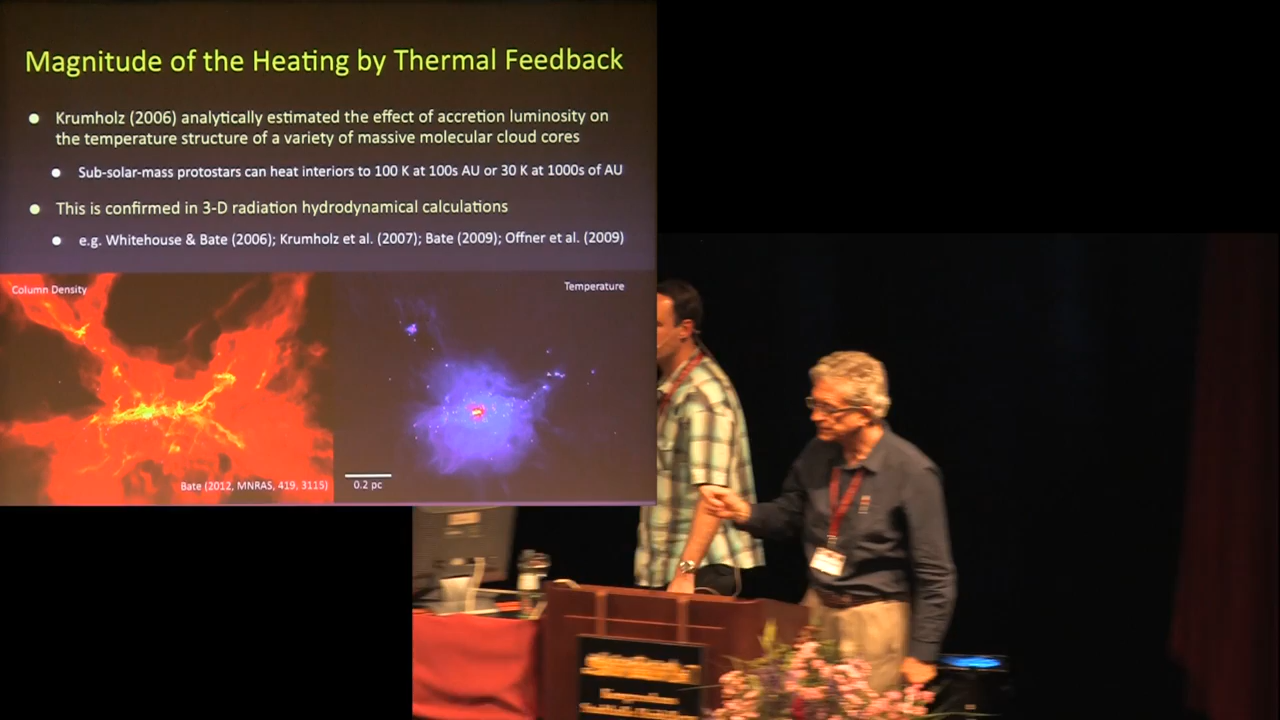 Magnitude of the Heating by Thermal Feedback
Krumholz (2006) analytically estimated the effect of accretion luminosity on
the temperature structure of a variety of massive molecular cloud cores
Sub-solar-mass protostars can heat interiors to 100 K at 100s AU or 30 K at 1000s of AU
This is confirmed in 3-D radiation hydrodynamical calculations
e.g. Whitehouse & Bate (2006); Krumholz et al. (2007); Bate (2009); Offner et al. (2009)
Column Density
Temperature
Bate (2012, MNRAS, 419, 3115)
0.2 pc